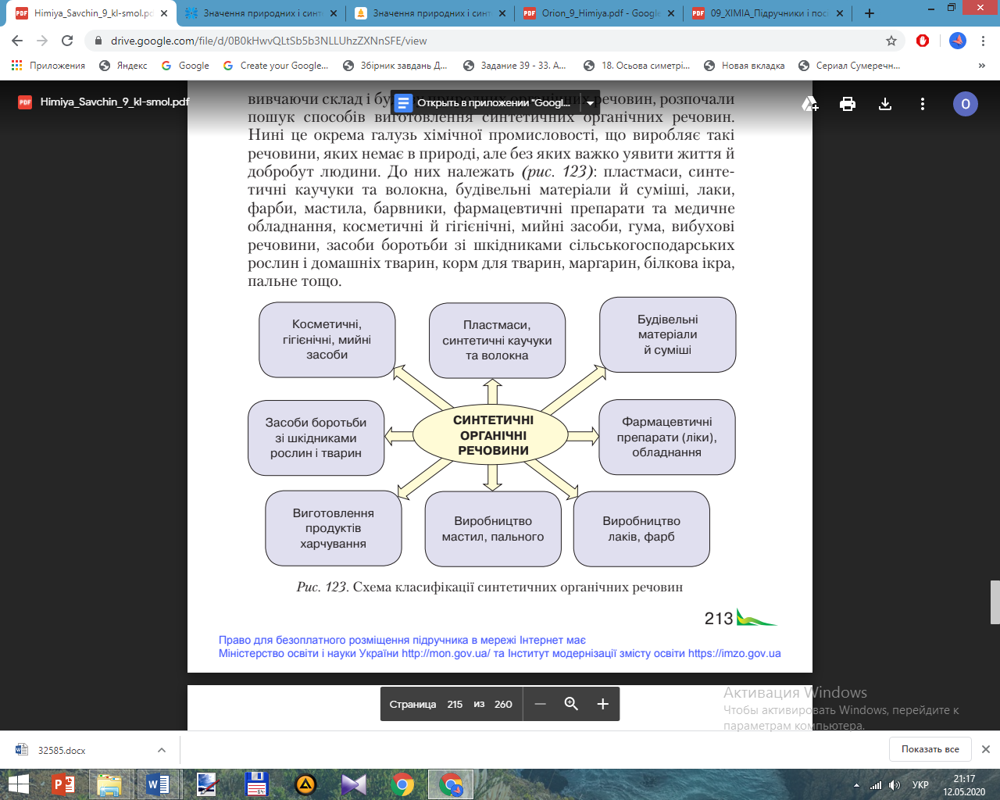 Himiya_Savchin_9_kl-smol.pd
Значення природних і синт
Значення природних і синт
Orion_9_Himiya.pdf - Google
09_ХІМІА_Підручники і пос
drive.google.com/file/d/0B0kHwvQLtSb5b3NLLUhzZXNnSFE/view
Приложения
Яндекс
Google
Create your Google...
Збірник завдань Д...
Задание 39 - 33. А...
18. Осьова симетрі...
Новая вкладка
Сериал Сумеречн...
»
Himiya_Savchin_9_kl-smol.pdf
Открыть в приложении "Googl...
О
вивчаючи склад і речовин, розпочали
пошук способів виготовлення синтетичних органічних речовин.
Нині це окрема галузь хімічної промисловості, що виробляє такі
речовини, яких немає в природі, але без яких важко уявити життя й
добробут людини. До них належать (рис. 123): пластмаси, синте-
тичні каучуки та волокна, будівельні матеріали й суміші, лаки,
фарби, мастила, барвники, фармацевтичні препарати та медичне
обладнання, косметичні й гігієнічні, мийні засоби, гума, вибухові
речовини, засоби боротьби зі шкідниками сільськогосподарських
рослин і домашніх тварин, корм для тварин, маргарин, білкова ікра,
пальне тощо.
Косметичні,
гігієнічні, мийні
засоби
Пластмаси,
синтетичні каучуки
та волокна
Будівельні
матеріали
й суміші
Засоби боротьби
зі шкідниками
рослин і тварин
СИНТЕТИЧНІ
ОРГАНІЧНІ
РЕЧОВИНИ
Фармацевтичні
препарати (ліки),
обладнання
Виготовлення
продуктів
харчування
Виробництво
мастил, пального
Виробництво
лаків, фарб
Рис. 123. Схема класифікації синтетичних органічних речовин
213
Право для безоплатного розміщення підручника в мережі Інтернет має
Міністерство освіти і науки України http://mon.gov.ua/ та Інститут модернізації змісту освіти https://imzo.gov.ua
Страница 215 из 260
Активация Windows
Чтобы активировать Windows, перейдите к
параметрам компьютера.
32585.docx
Показать все
УКР
21:17
12.05.2020